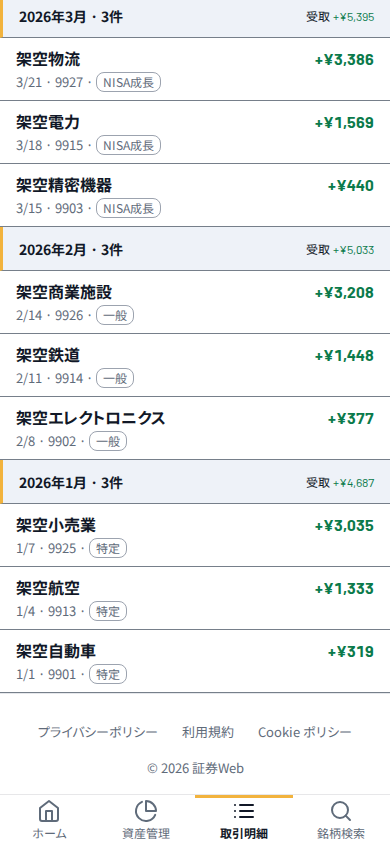 2026年3月・3件 受取 +¥5,395
架空物流 +¥3,386
3/21・9927・NISA成長
架空電力 +¥1,569
3/18・9915・NISA成長
架空精密機器 +¥440
3/15・9903・NISA成長
2026年2月・3件 受取 +¥5,033
架空商業施設 +¥3,208
2/14・9926・一般
架空鉄道 +¥1,448
2/11・9914・一般
架空エレクトロニクス +¥377
2/8・9902・一般
2026年1月・3件 受取 +¥4,687
架空小売業 +¥3,035
1/7・9925・特定
架空航空 +¥1,333
1/4・9913・特定
架空自動車 +¥319
1/1・9901・特定
プライバシーポリシー 利用規約 Cookie ポリシー
© 2026 証券Web
ホーム 資産管理 取引明細 銘柄検索